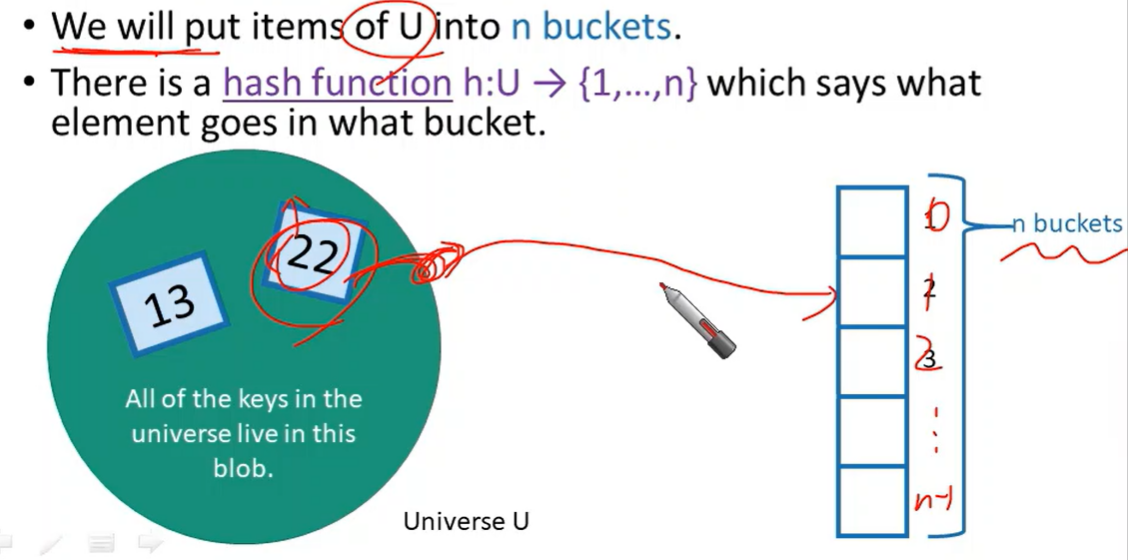 • We will put items of U into n buckets.
• There is a hash function h:U → {1,...,n} which says what
element goes in what bucket.
22
13
All of the keys in the
universe live in this
blob.
Universe U
0
1
2
3
⋮
n-1
n buckets